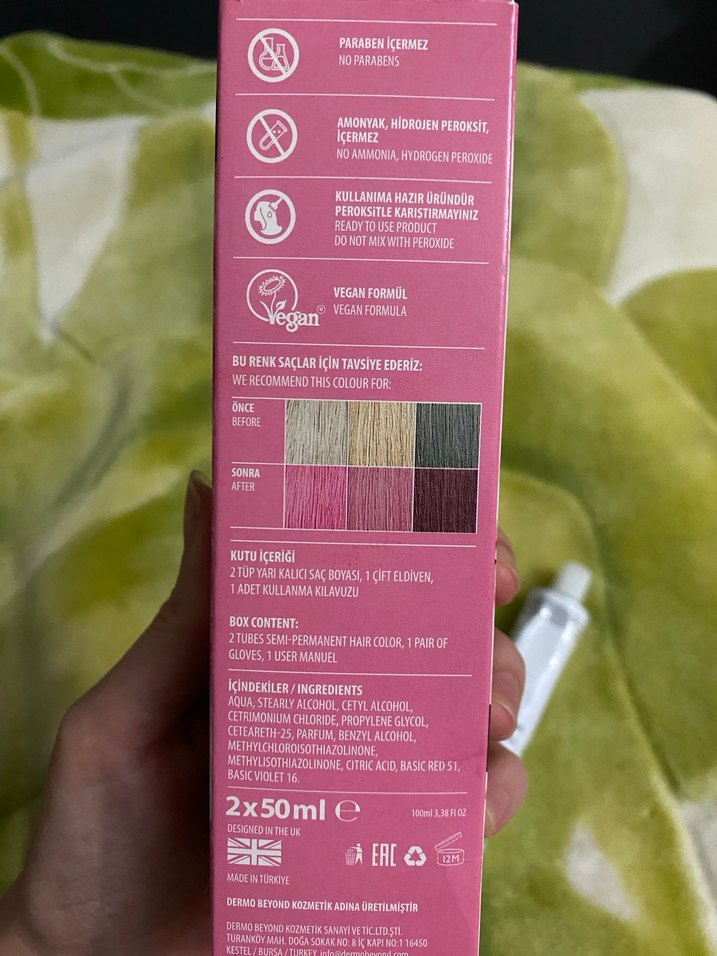 PARABEN İÇERMEZ
NO PARABENS
AMONYAK, HİDROJEN PEROKSİT,
İÇERMEZ
NO AMMONIA, HYDROGEN PEROXIDE
KULLANIMA HAZIR ÜRÜNDÜR
PEROKSiTLE KARISTIRMAYINIZ
READY TO USE PRODUCT
DO NOT MIX WITH PEROXIDE
Vegan®
VEGAN FORMÜL
VEGAN FORMULA
BU RENK SAÇLAR İÇİN TAVSİYE EDERİZ:
WE RECOMMEND THIS COLOUR FOR:
ÖNCE
BEFORE
SONRA
AFTER
KUTU İÇERİĞİ
2 TÜP YARI KALICI SAÇ BOYASI, 1 ÇİFT ELDİVEN,
1 ADET KULLANMA KILAVUZU
BOX CONTENT:
2 TUBES SEMI-PERMANENT HAIR COLOR, 1 PAIR OF
GLOVES, 1 USER MANUEL
İÇİNDEKİLER / INGREDIENTS
AQUA, STEARLY ALCOHOL, CETYL ALCOHOL,
CETRIMONIUM CHLORIDE, PROPYLENE GLYCOL,
CETEARETH-25, PARFUM, BENZYL ALCOHOL,
METHYLCHLOROISOTHIAZOLINONE,
METHYLISOTHIAZOLINONE, CITRIC ACID, BASIC RED 51,
BASIC VIOLET 16.
2x50ml ℮
100ml 3,38 Fl OZ
DESIGNED IN THE UK
EAC
12M
MADE IN TÜRKİYE
DERMO BEYOND KOZMETİK ADINA ÜRETİLMİŞTİR
DERMO BEYOND KOZMETİK SANAYİ VE TİC.LTD.ŞTİ.
TURANKÖY MAH. DOĞA SOKAK NO: 8 İÇ KAPI NO:1 16450
KESTEL / BURSA / TURKEY info@dermobeyond.com